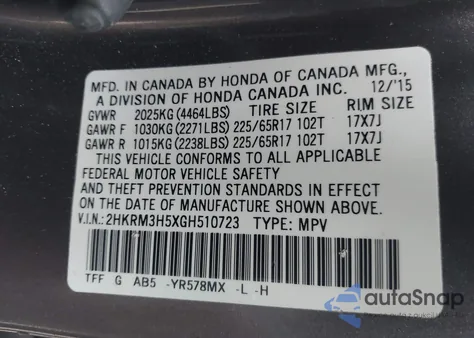 MFD. IN CANADA BY HONDA OF CANADA MFG.,
A DIVISION OF HONDA CANADA INC. 12/'15
GVWR 2025KG (4464LBS) TIRE SIZE RIM SIZE
GAWR F 1030KG (2271LBS) 225/65R17 102T 17X7J
GAWR R 1015KG (2238LBS) 225/65R17 102T 17X7J
THIS VEHICLE CONFORMS TO ALL APPLICABLE
FEDERAL MOTOR VEHICLE SAFETY
AND THEFT PREVENTION STANDARDS IN EFFECT
ON THE DATE OF MANUFACTURE SHOWN ABOVE.
V.I.N.: 2HKRM3H5XGH510723 TYPE: MPV
TFF G AB5 -YR578MX -L -H
autoSnap